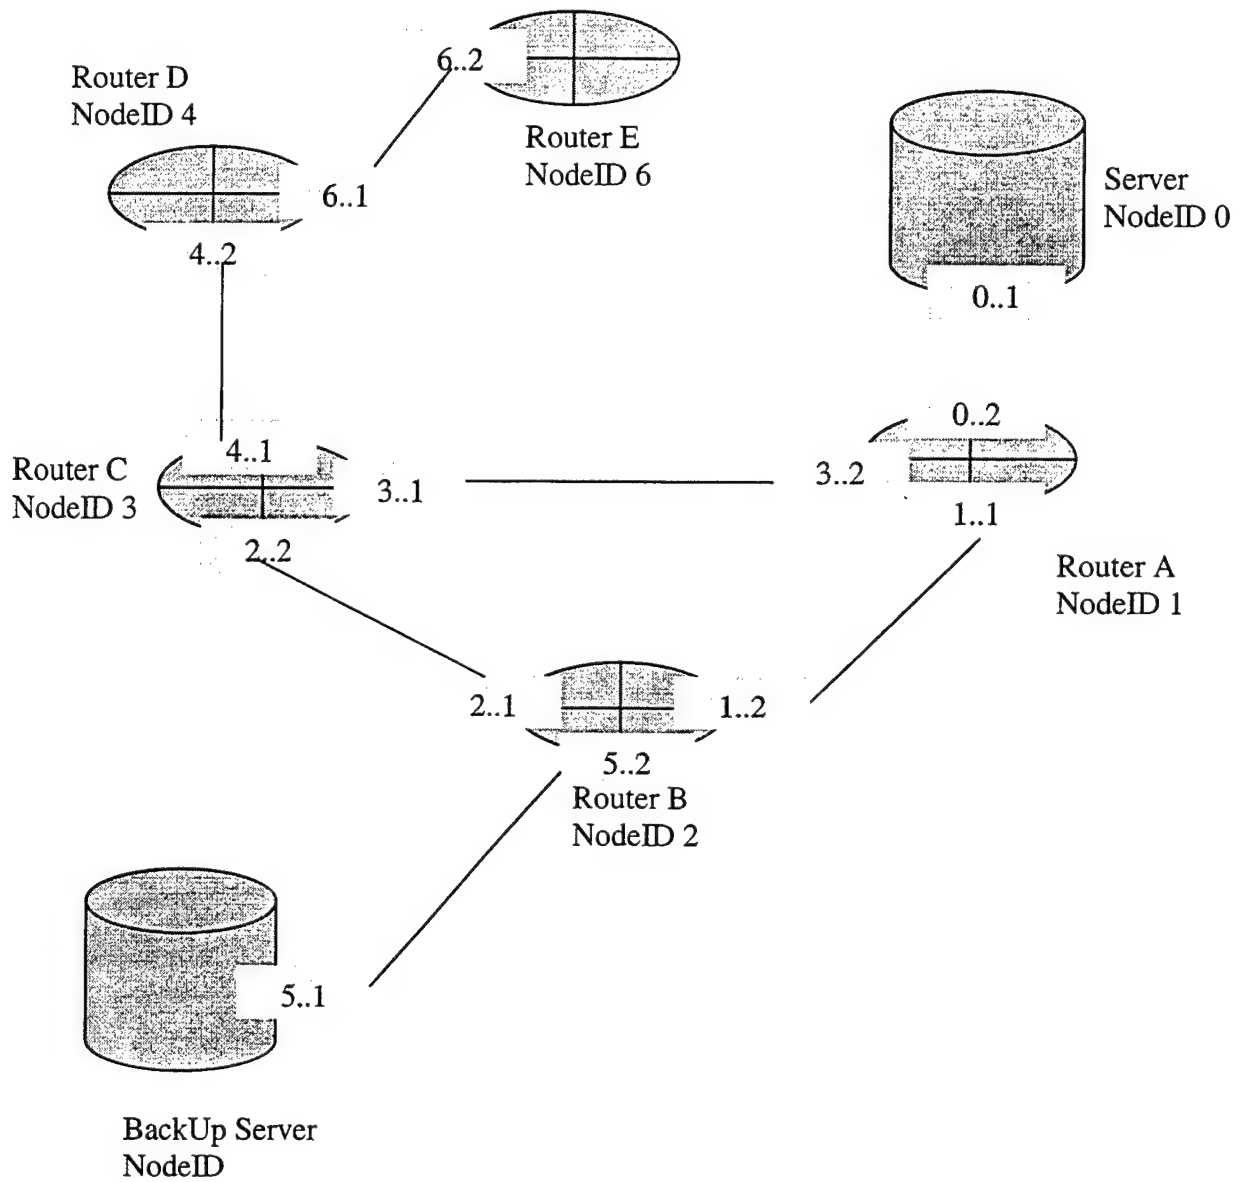 6..2
Router D
NodeID 4
Router E
NodeID 6
Server
NodeID 0
6..1
4..2
0..1
0..2
4..1
Router C
NodeID 3
3..1
3..2
1..1
2..2
Router A
NodeID 1
2..1
1..2
5..2
Router B
NodeID 2
5..1
BackUp Server
NodeID